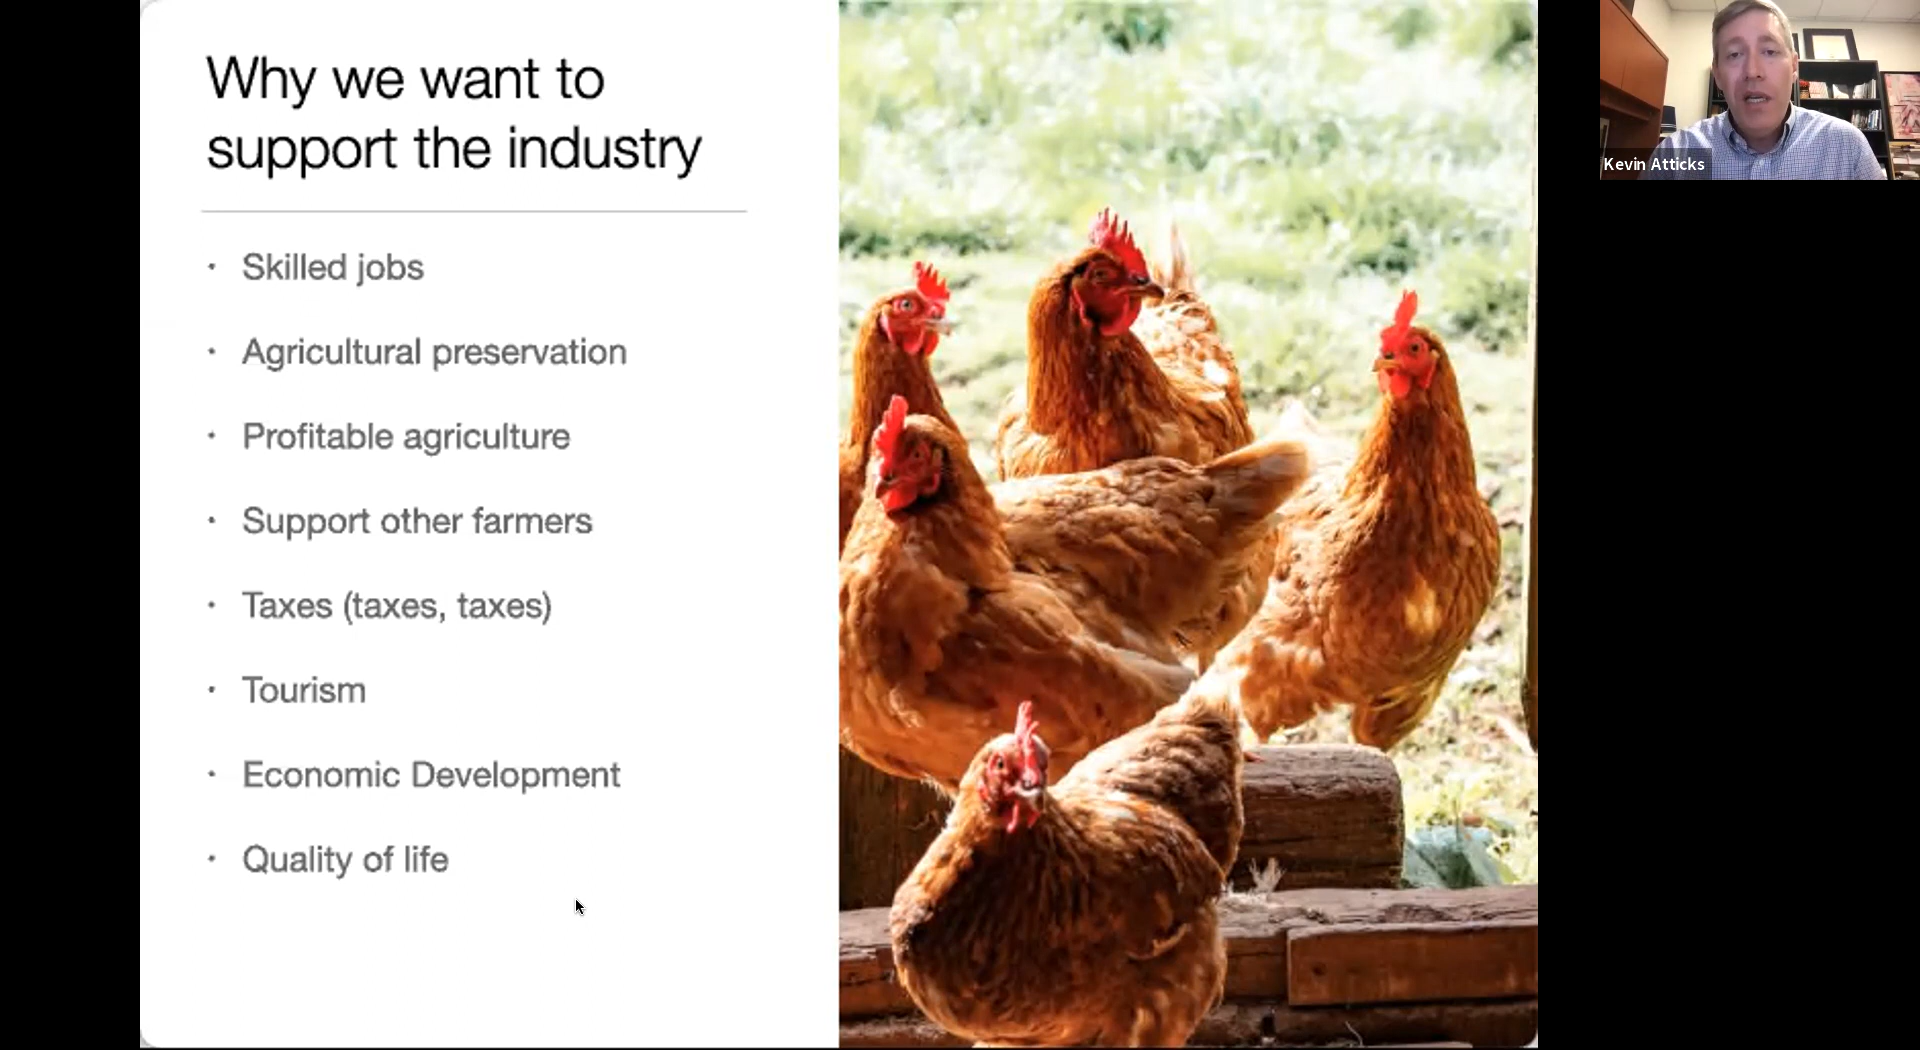 Why we want to
support the industry
· Skilled jobs
· Agricultural preservation
· Profitable agriculture
· Support other farmers
· Taxes (taxes, taxes)
· Tourism
· Economic Development
· Quality of life
Kevin Atticks